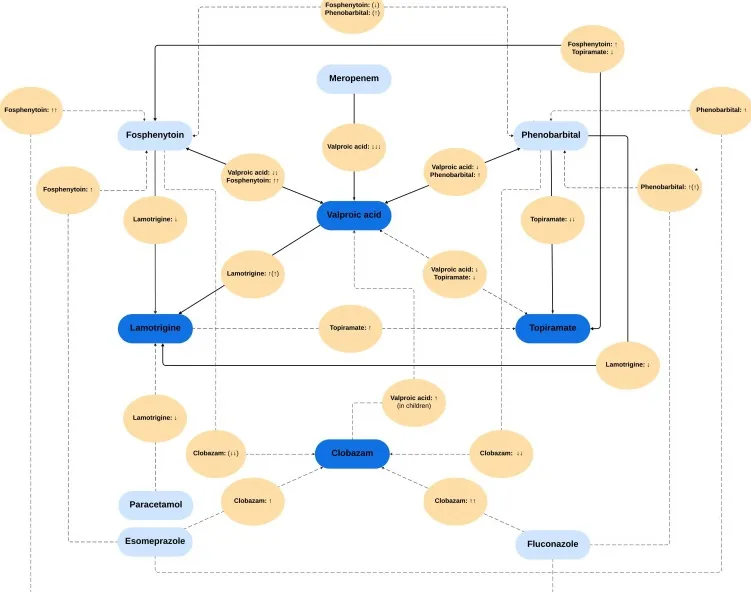 Fosphenytoin: (↓)
Phenobarbital: (↑)
Fosphenytoin: ↑
Topiramate: ↓
Meropenem
Fosphenytoin: ↑↑
Phenobarbital: ↑
Fosphenytoin
Phenobarbital
Valproic acid: ↓↓↓
Valproic acid: ↓↓
Fosphenytoin: ↑↑
Valproic acid: ↓
Phenobarbital: ↑
*
Fosphenytoin: ↑
Phenobarbital: ↑(↑)
Lamotrigine: ↓
Valproic acid
Topiramate: ↓↓
Lamotrigine: ↑(↑)
Valproic acid: ↓
Topiramate: ↓
Lamotrigine
Topiramate: ↑
Topiramate
Lamotrigine: ↓
Valproic acid: ↑
(in children)
Lamotrigine: ↓
Clobazam: (↓↓)
Clobazam
Clobazam: ↓↓
Clobazam: ↑
Clobazam: ↑↑
Paracetamol
Esomeprazole
Fluconazole